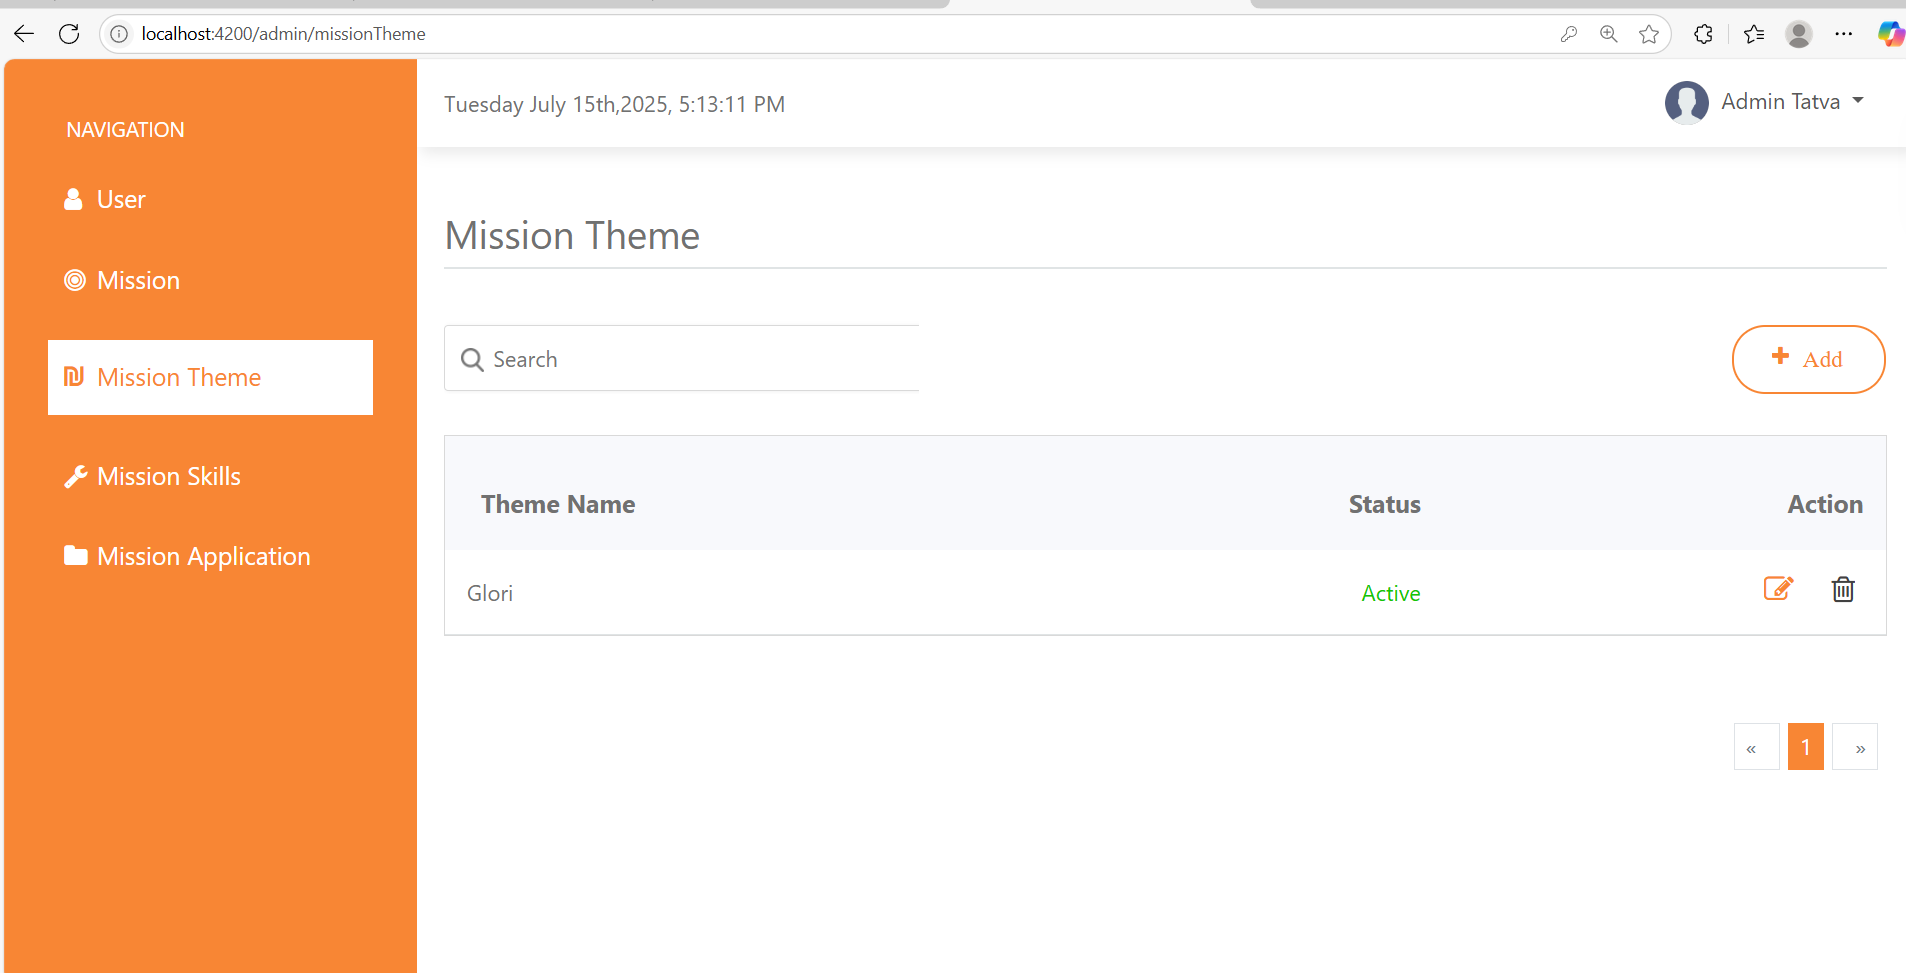 localhost:4200/admin/missionTheme
NAVIGATION
User
Mission
Mission Theme
Mission Skills
Mission Application
Tuesday July 15th,2025, 5:13:11 PM
Admin Tatva
Mission Theme
Search
Add
Theme Name Status Action
Glori Active
« 1 »